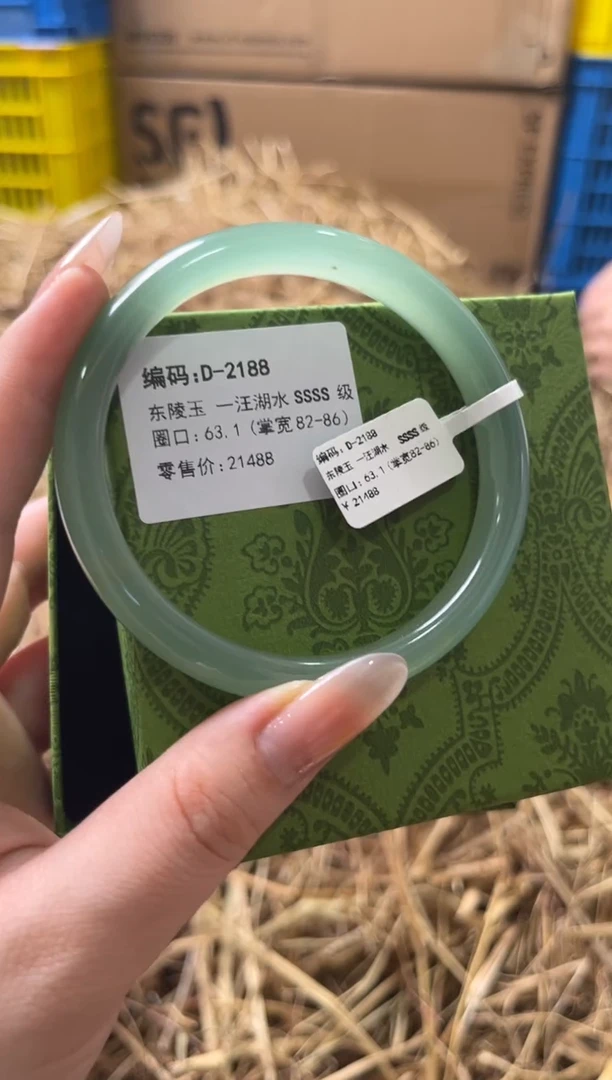 SF
编码:D-2188
东陵玉 一汪湖水 SSSS 级
圈口: 63.1 (掌宽82-86)
零售价: 21488
编码: D-2188
东陵玉 一汪湖水 SSSS 级
圈口: 63.1 (掌宽82-86)
¥ 21488